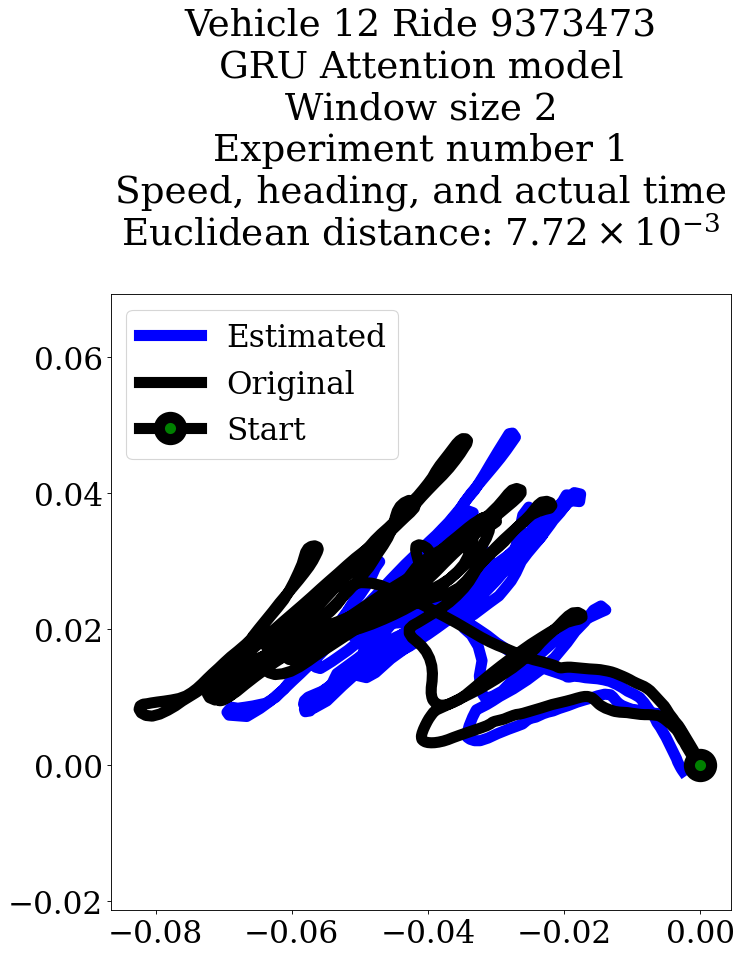 Vehicle 12 Ride 9373473
GRU Attention model
Window size 2
Experiment number 1
Speed, heading, and actual time
Euclidean distance: 7.72 × 10⁻³
Estimated
Original
Start
0.06
0.04
0.02
0.00
−0.02
−0.08 −0.06 −0.04 −0.02 0.00